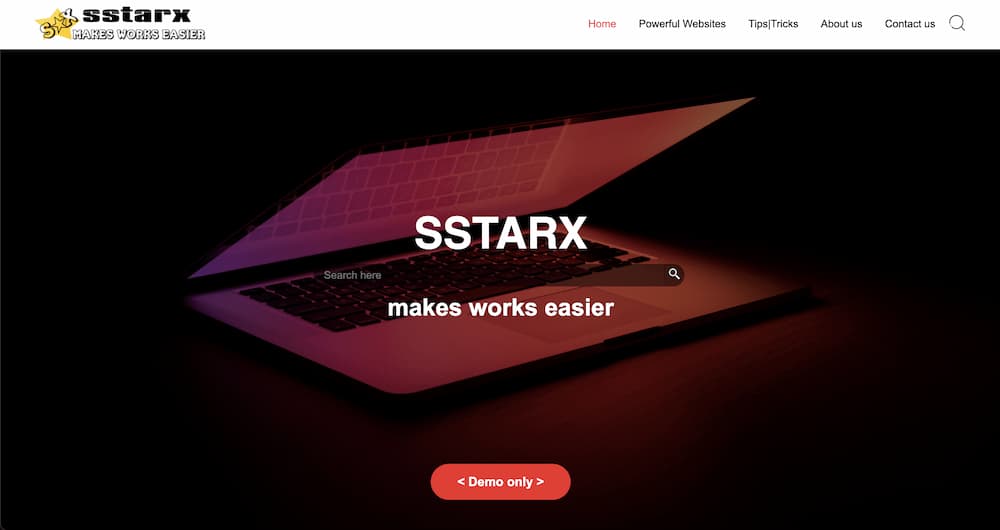 sstarx
MAKES WORKS EASIER
Home Powerful Websites Tips|Tricks About us Contact us
SSTARX
Search here
makes works easier
< Demo only >